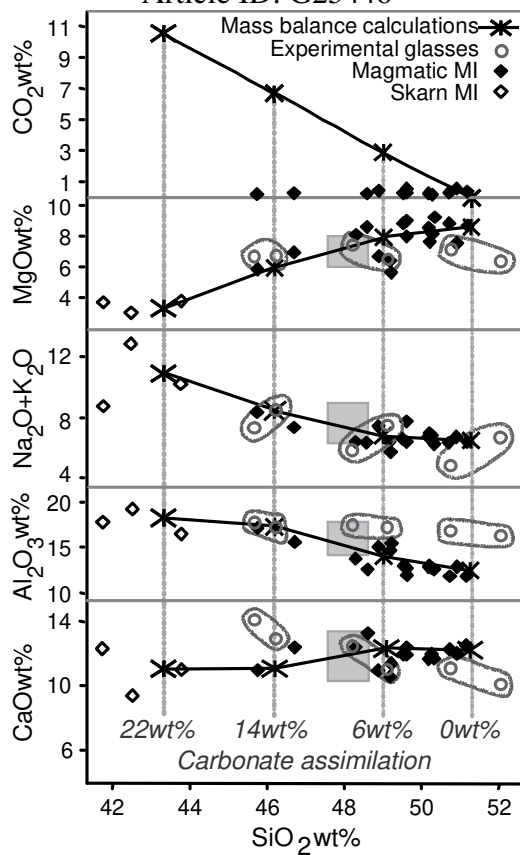 Article ID: G23446
Mass balance calculations
Experimental glasses
Magmatic MI
Skarn MI
CO2wt%
11
9
7
5
3
1
MgOwt%
10
8
6
4
Na2O+K2O
12
8
4
Al2O3wt%
20
15
10
CaOwt%
14
10
6
22wt% 14wt% 6wt% 0wt%
Carbonate assimilation
42 44 46 48 50 52
SiO2wt%